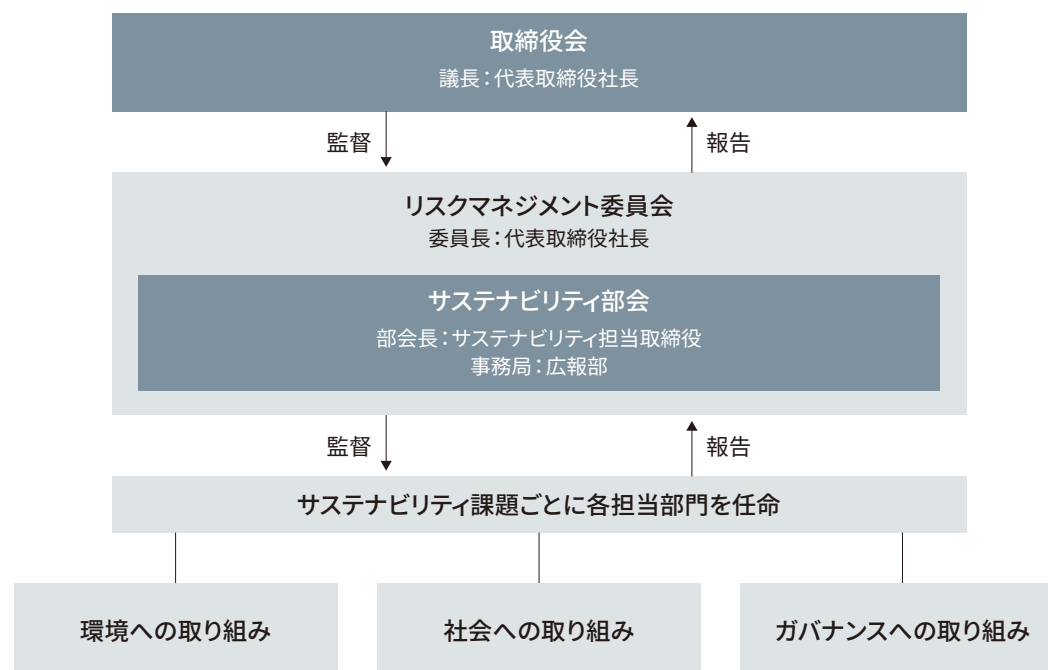 取締役会
議長：代表取締役社長
監督
報告
リスクマネジメント委員会
委員長：代表取締役社長
サステナビリティ部会
部会長：サステナビリティ担当取締役
事務局：広報部
監督
報告
サステナビリティ課題ごとに各担当部門を任命
環境への取り組み
社会への取り組み
ガバナンスへの取り組み